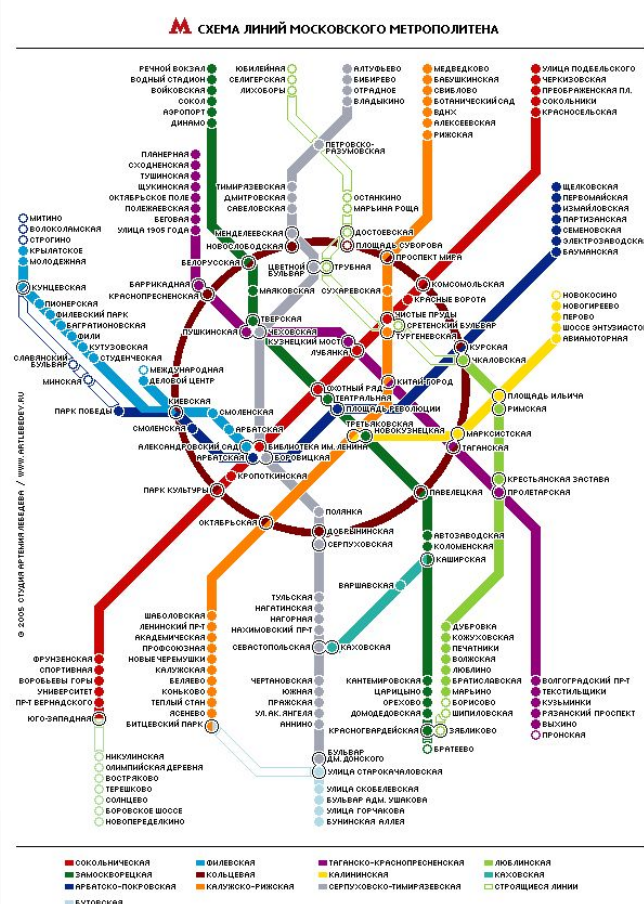 СХЕМА ЛИНИЙ МОСКОВСКОГО МЕТРОПОЛИТЕНА
РЕЧНОЙ ВОКЗАЛ
ВОДНЫЙ СТАДИОН
ВОЙКОВСКАЯ
СОКОЛ
АЭРОПОРТ
ДИНАМО
ЮБИЛЕЙНАЯ
СЕЛИГЕРСКАЯ
ЛИХОБОРЫ
АЛТУФЬЕВО
БИБИРЕВО
ОТРАДНОЕ
ВЛАДЫКИНО
МЕДВЕДКОВО
БАБУШКИНСКАЯ
СВИБЛОВО
БОТАНИЧЕСКИЙ САД
ВДНХ
АЛЕКСЕЕВСКАЯ
РИЖСКАЯ
УЛИЦА ПОДБЕЛЬСКОГО
ЧЕРКИЗОВСКАЯ
ПРЕОБРАЖЕНСКАЯ ПЛ.
СОКОЛЬНИКИ
КРАСНОСЕЛЬСКАЯ
ПЕТРОВСКО-
РАЗУМОВСКАЯ
ПЛАНЕРНАЯ
СХОДНЕНСКАЯ
ТУШИНСКАЯ
ЩУКИНСКАЯ
ОКТЯБРЬСКОЕ ПОЛЕ
ПОЛЕЖАЕВСКАЯ
БЕГОВАЯ
УЛИЦА 1905 ГОДА
ТИМИРЯЗЕВСКАЯ
ДМИТРОВСКАЯ
САВЕЛОВСКАЯ
ОСТАНКИНО
МАРЬИНА РОЩА
ЩЕЛКОВСКАЯ
ПЕРВОМАЙСКАЯ
ИЗМАЙЛОВСКАЯ
ПАРТИЗАНСКАЯ
СЕМЕНОВСКАЯ
ЭЛЕКТРОЗАВОДСКА
БАУМАНСКАЯ
МИТИНО
ВОЛОКОЛАМСКАЯ
СТРОГИНО
КРЫЛАТСКОЕ
МОЛОДЕЖНАЯ
МЕНДЕЛЕЕВСКАЯ
НОВОСЛОБОДСКАЯ
ДОСТОЕВСКАЯ
ПЛОЩАДЬ СУВОРОВА
ПРОСПЕКТ МИРА
БЕЛОРУССКАЯ
ЦВЕТНОЙ
БУЛЬВАР
ТРУБНАЯ
КУНЦЕВСКАЯ
БАРРИКАДНАЯ
КРАСНОПРЕСНЕНСКАЯ
МАЯКОВСКАЯ
СУХАРЕВСКАЯ
КОМСОМОЛЬСКАЯ
КРАСНЫЕ ВОРОТА
НОВОКОСИНО
НОВОГИРЕЕВО
ПЕРОВО
ШОССЕ ЭНТУЗИАСТО
АВИАМОТОРНАЯ
ПИОНЕРСКАЯ
ФИЛЕВСКИЙ ПАРК
БАГРАТИОНОВСКАЯ
ФИЛИ
КУТУЗОВСКАЯ
СТУДЕНЧЕСКАЯ
ТВЕРСКАЯ
ПУШКИНСКАЯ
ЧЕХОВСКАЯ
КУЗНЕЦКИЙ МОСТ
ЛУБЯНКА
ЧИСТЫЕ ПРУДЫ
СРЕТЕНСКИЙ БУЛЬВАР
ТУРГЕНЕВСКАЯ
КУРСКАЯ
ЧКАЛОВСКАЯ
СЛАВЯНСКИЙ
БУЛЬВАР
МИНСКАЯ
МЕЖДУНАРОДНАЯ
ДЕЛОВОЙ ЦЕНТР
ОХОТНЫЙ РЯД
ТЕАТРАЛЬНАЯ
ПЛОЩАДЬ РЕВОЛЮЦИИ
КИТАЙ-ГОРОД
ПЛОЩАДЬ ИЛЬИЧА
РИМСКАЯ
ПАРК ПОБЕДЫ
КИЕВСКАЯ
СМОЛЕНСКАЯ
СМОЛЕНСКАЯ
АРБАТСКАЯ
АЛЕКСАНДРОВСКИЙ САД
БИБЛИОТЕКА ИМ. ЛЕНИНА
АРБАТСКАЯ
БОРОВИЦКАЯ
ТРЕТЬЯКОВСКАЯ
НОВОКУЗНЕЦКАЯ
МАРКСИСТСКАЯ
ТАГАНСКАЯ
КРОПОТКИНСКАЯ
ПАРК КУЛЬТУРЫ
ОКТЯБРЬСКАЯ
ПОЛЯНКА
ДОБРЫНИНСКАЯ
СЕРПУХОВСКАЯ
ПАВЕЛЕЦКАЯ
КРЕСТЬЯНСКАЯ ЗАСТАВА
ПРОЛЕТАРСКАЯ
АВТОЗАВОДСКАЯ
КОЛОМЕНСКАЯ
КАШИРСКАЯ
ВАРШАВСКАЯ
КАХОВСКАЯ
СЕВАСТОПОЛЬСКАЯ
ТУЛЬСКАЯ
НАГАТИНСКАЯ
НАГОРНАЯ
НАХИМОВСКИЙ ПР-Т
ШАБОЛОВСКАЯ
ЛЕНИНСКИЙ ПР-Т
АКАДЕМИЧЕСКАЯ
ПРОФСОЮЗНАЯ
НОВЫЕ ЧЕРЕМУШКИ
КАЛУЖСКАЯ
БЕЛЯЕВО
КОНЬКОВО
ТЕПЛЫЙ СТАН
ЯСЕНЕВО
БИТЦЕВСКИЙ ПАРК
ФРУНЗЕНСКАЯ
СПОРТИВНАЯ
ВОРОБЬЕВЫ ГОРЫ
УНИВЕРСИТЕТ
ПР-Т ВЕРНАДСКОГО
ЮГО-ЗАПАДНАЯ
НИКУЛИНСКАЯ
ОЛИМПИЙСКАЯ ДЕРЕВНЯ
ВОСТРЯКОВО
ТЕРЕШКОВО
СОЛНЦЕВО
БОРОВСКОЕ ШОССЕ
НОВОПЕРЕДЕЛКИНО
ЧЕРТАНОВСКАЯ
ЮЖНАЯ
ПРАЖСКАЯ
УЛ. АК. ЯНГЕЛЯ
АННИНО
БУЛЬВАР
ДМ. ДОНСКОГО
УЛИЦА СТАРОКАЧАЛОВСКАЯ
УЛИЦА СКОБЕЛЕВСКАЯ
БУЛЬВАР АДМ. УШАКОВА
УЛИЦА ГОРЧАКОВА
БУНИНСКАЯ АЛЛЕЯ
КАНТЕМИРОВСКАЯ
ЦАРИЦЫНО
ОРЕХОВО
ДОМОДЕДОВСКАЯ
КРАСНОГВАРДЕЙСКАЯ
БРАТЕЕВО
ДУБРОВКА
КОЖУХОВСКАЯ
ПЕЧАТНИКИ
ВОЛЖСКАЯ
ЛЮБЛИНО
БРАТИСЛАВСКАЯ
МАРЬИНО
БОРИСОВО
ШИПИЛОВСКАЯ
ЗЯБЛИКОВО
ВОЛГОГРАДСКИЙ ПР-Т
ТЕКСТИЛЬЩИКИ
КУЗЬМИНКИ
РЯЗАНСКИЙ ПРОСПЕКТ
ВЫХИНО
ПРОНСКАЯ
© 2005 СТУДИЯ АРТЕМИЯ ЛЕБЕДЕВА / WWW.ARTLEBEDEV.RU
СОКОЛЬНИЧЕСКАЯ
ЗАМОСКВОРЕЦКАЯ
АРБАТСКО-ПОКРОВСКАЯ
ФИЛЕВСКАЯ
КОЛЬЦЕВАЯ
КАЛУЖСКО-РИЖСКАЯ
ТАГАНСКО-КРАСНОПРЕСНЕНСКАЯ
КАЛИНИНСКАЯ
СЕРПУХОВСКО-ТИМИРЯЗЕВСКАЯ
ЛЮБЛИНСКАЯ
КАХОВСКАЯ
СТРОЯЩИЕСЯ ЛИНИИ
БУТОВСКАЯ